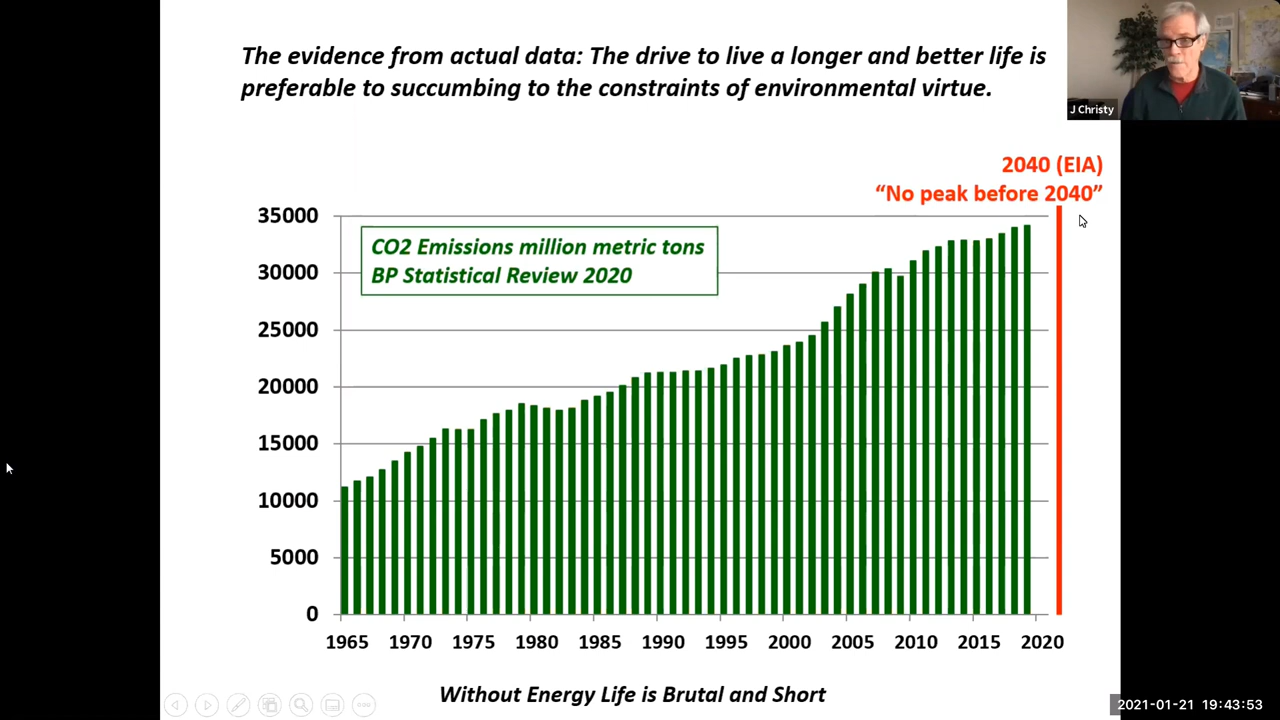 The evidence from actual data: The drive to live a longer and better life is
preferable to succumbing to the constraints of environmental virtue.
J Christy
2040 (EIA)
“No peak before 2040”
CO2 Emissions million metric tons
BP Statistical Review 2020
35000
30000
25000
20000
15000
10000
5000
0
1965 1970 1975 1980 1985 1990 1995 2000 2005 2010 2015 2020
Without Energy Life is Brutal and Short
2021-01-21 19:43:53